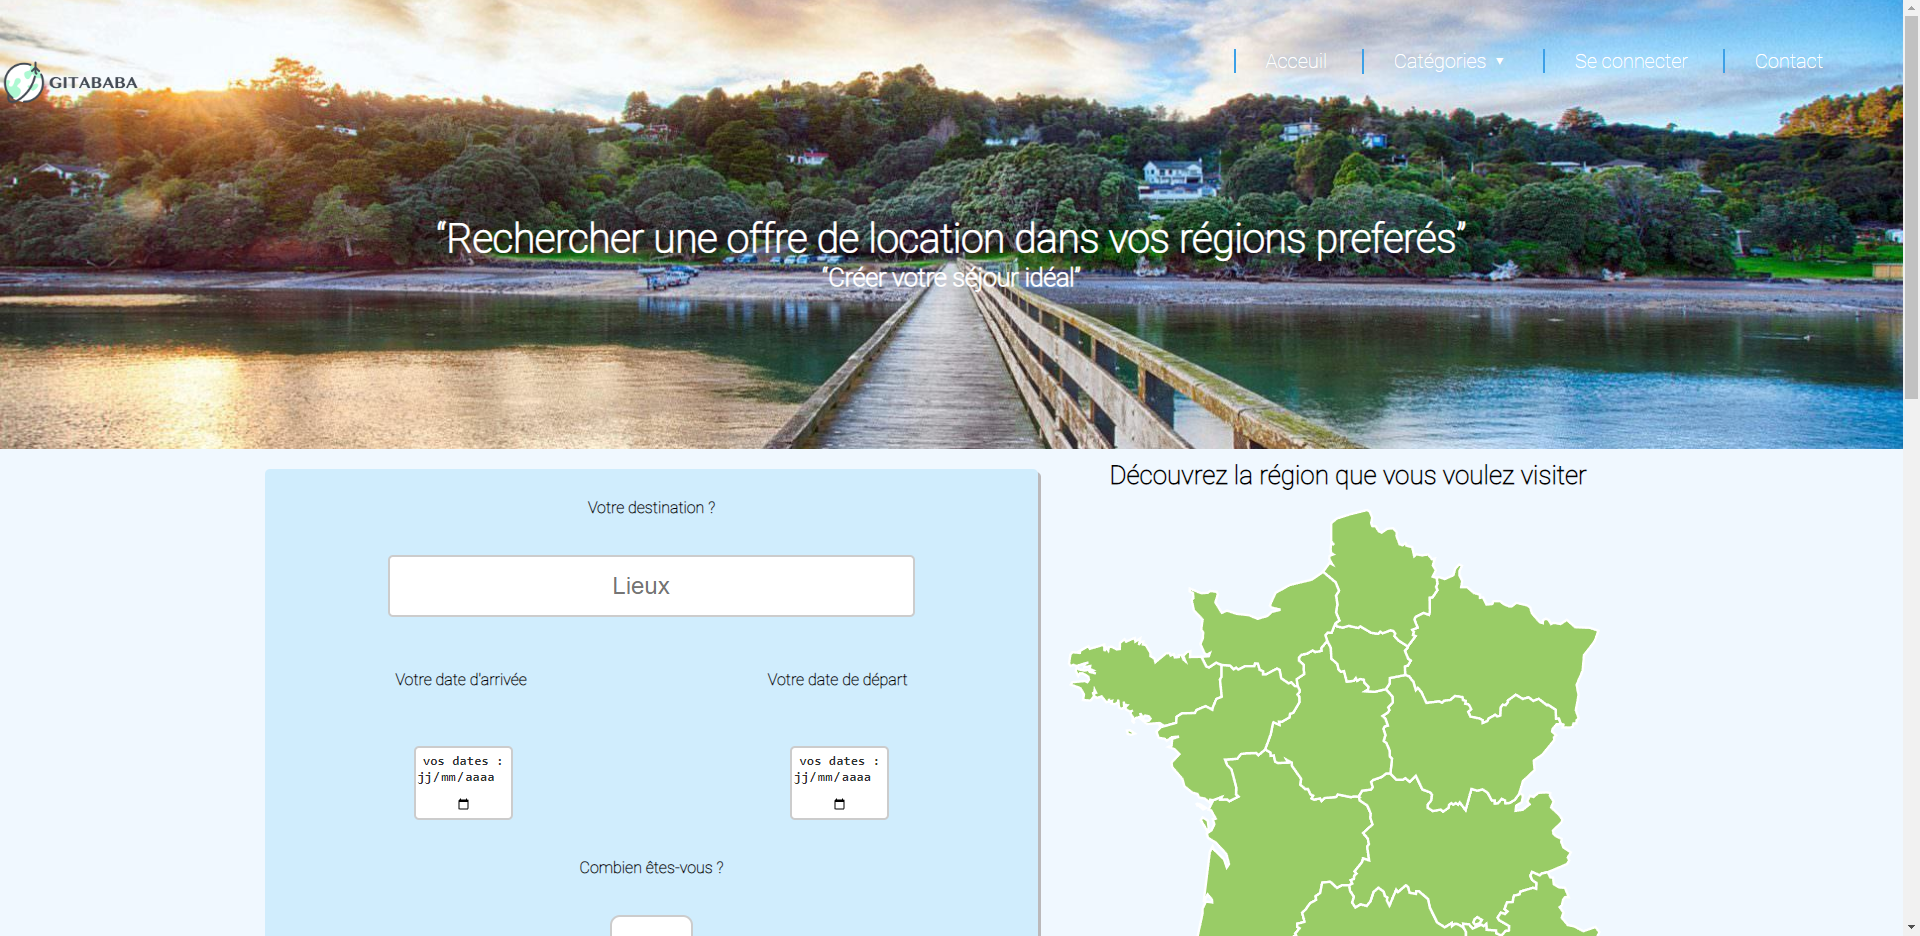 GITABABA
Acceuil
Catégories ▼
Se connecter
Contact
“Rechercher une offre de location dans vos régions preferés”
“Créer votre séjour idéal”
Votre destination ?
Lieux
Votre date d'arrivée
Votre date de départ
vos dates :
jj/mm/aaaa
vos dates :
jj/mm/aaaa
Combien êtes-vous ?
Découvrez la région que vous voulez visiter